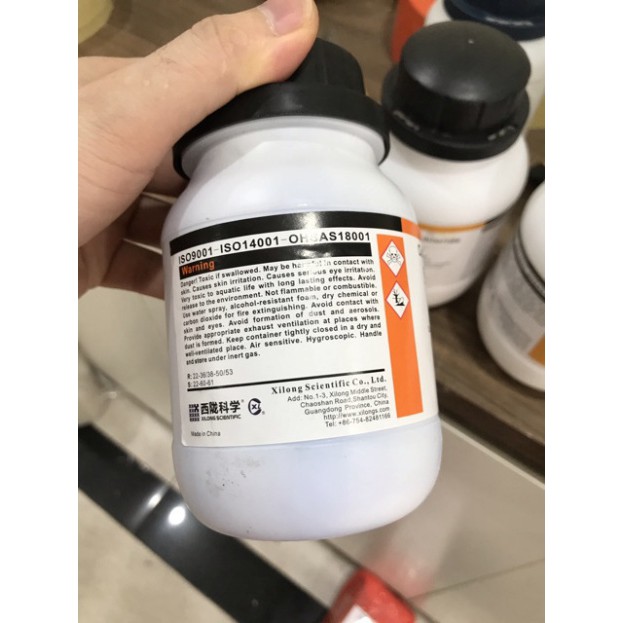 ISO9001-ISO14001-OHSAS18001
Warning
Danger! Toxic if swallowed. May be harmful in contact with
skin. Causes skin irritation. Causes serious eye irritation.
Very toxic to aquatic life with long lasting effects. Avoid
release to the environment. Not flammable or combustible.
Use water spray, alcohol-resistant foam, dry chemical or
carbon dioxide for fire extinguishing. Avoid contact with
skin and eyes. Avoid formation of dust and aerosols.
Provide appropriate exhaust ventilation at places where
dust is formed. Keep container tightly closed in a dry and
well-ventilated place. Air sensitive. Hygroscopic. Handle
and store under inert gas.
R: 22-36/38-50/53
S: 22-60-61
Xilong Scientific Co., Ltd.
Add: No. 1-3, Xilong Middle Street,
Chaoshan Road, Shantou City,
Guangdong Province, China
http://www.xilongs.com
Tel: +86-754-82481166
西陇科学®
XILONG SCIENTIFIC
Made in China